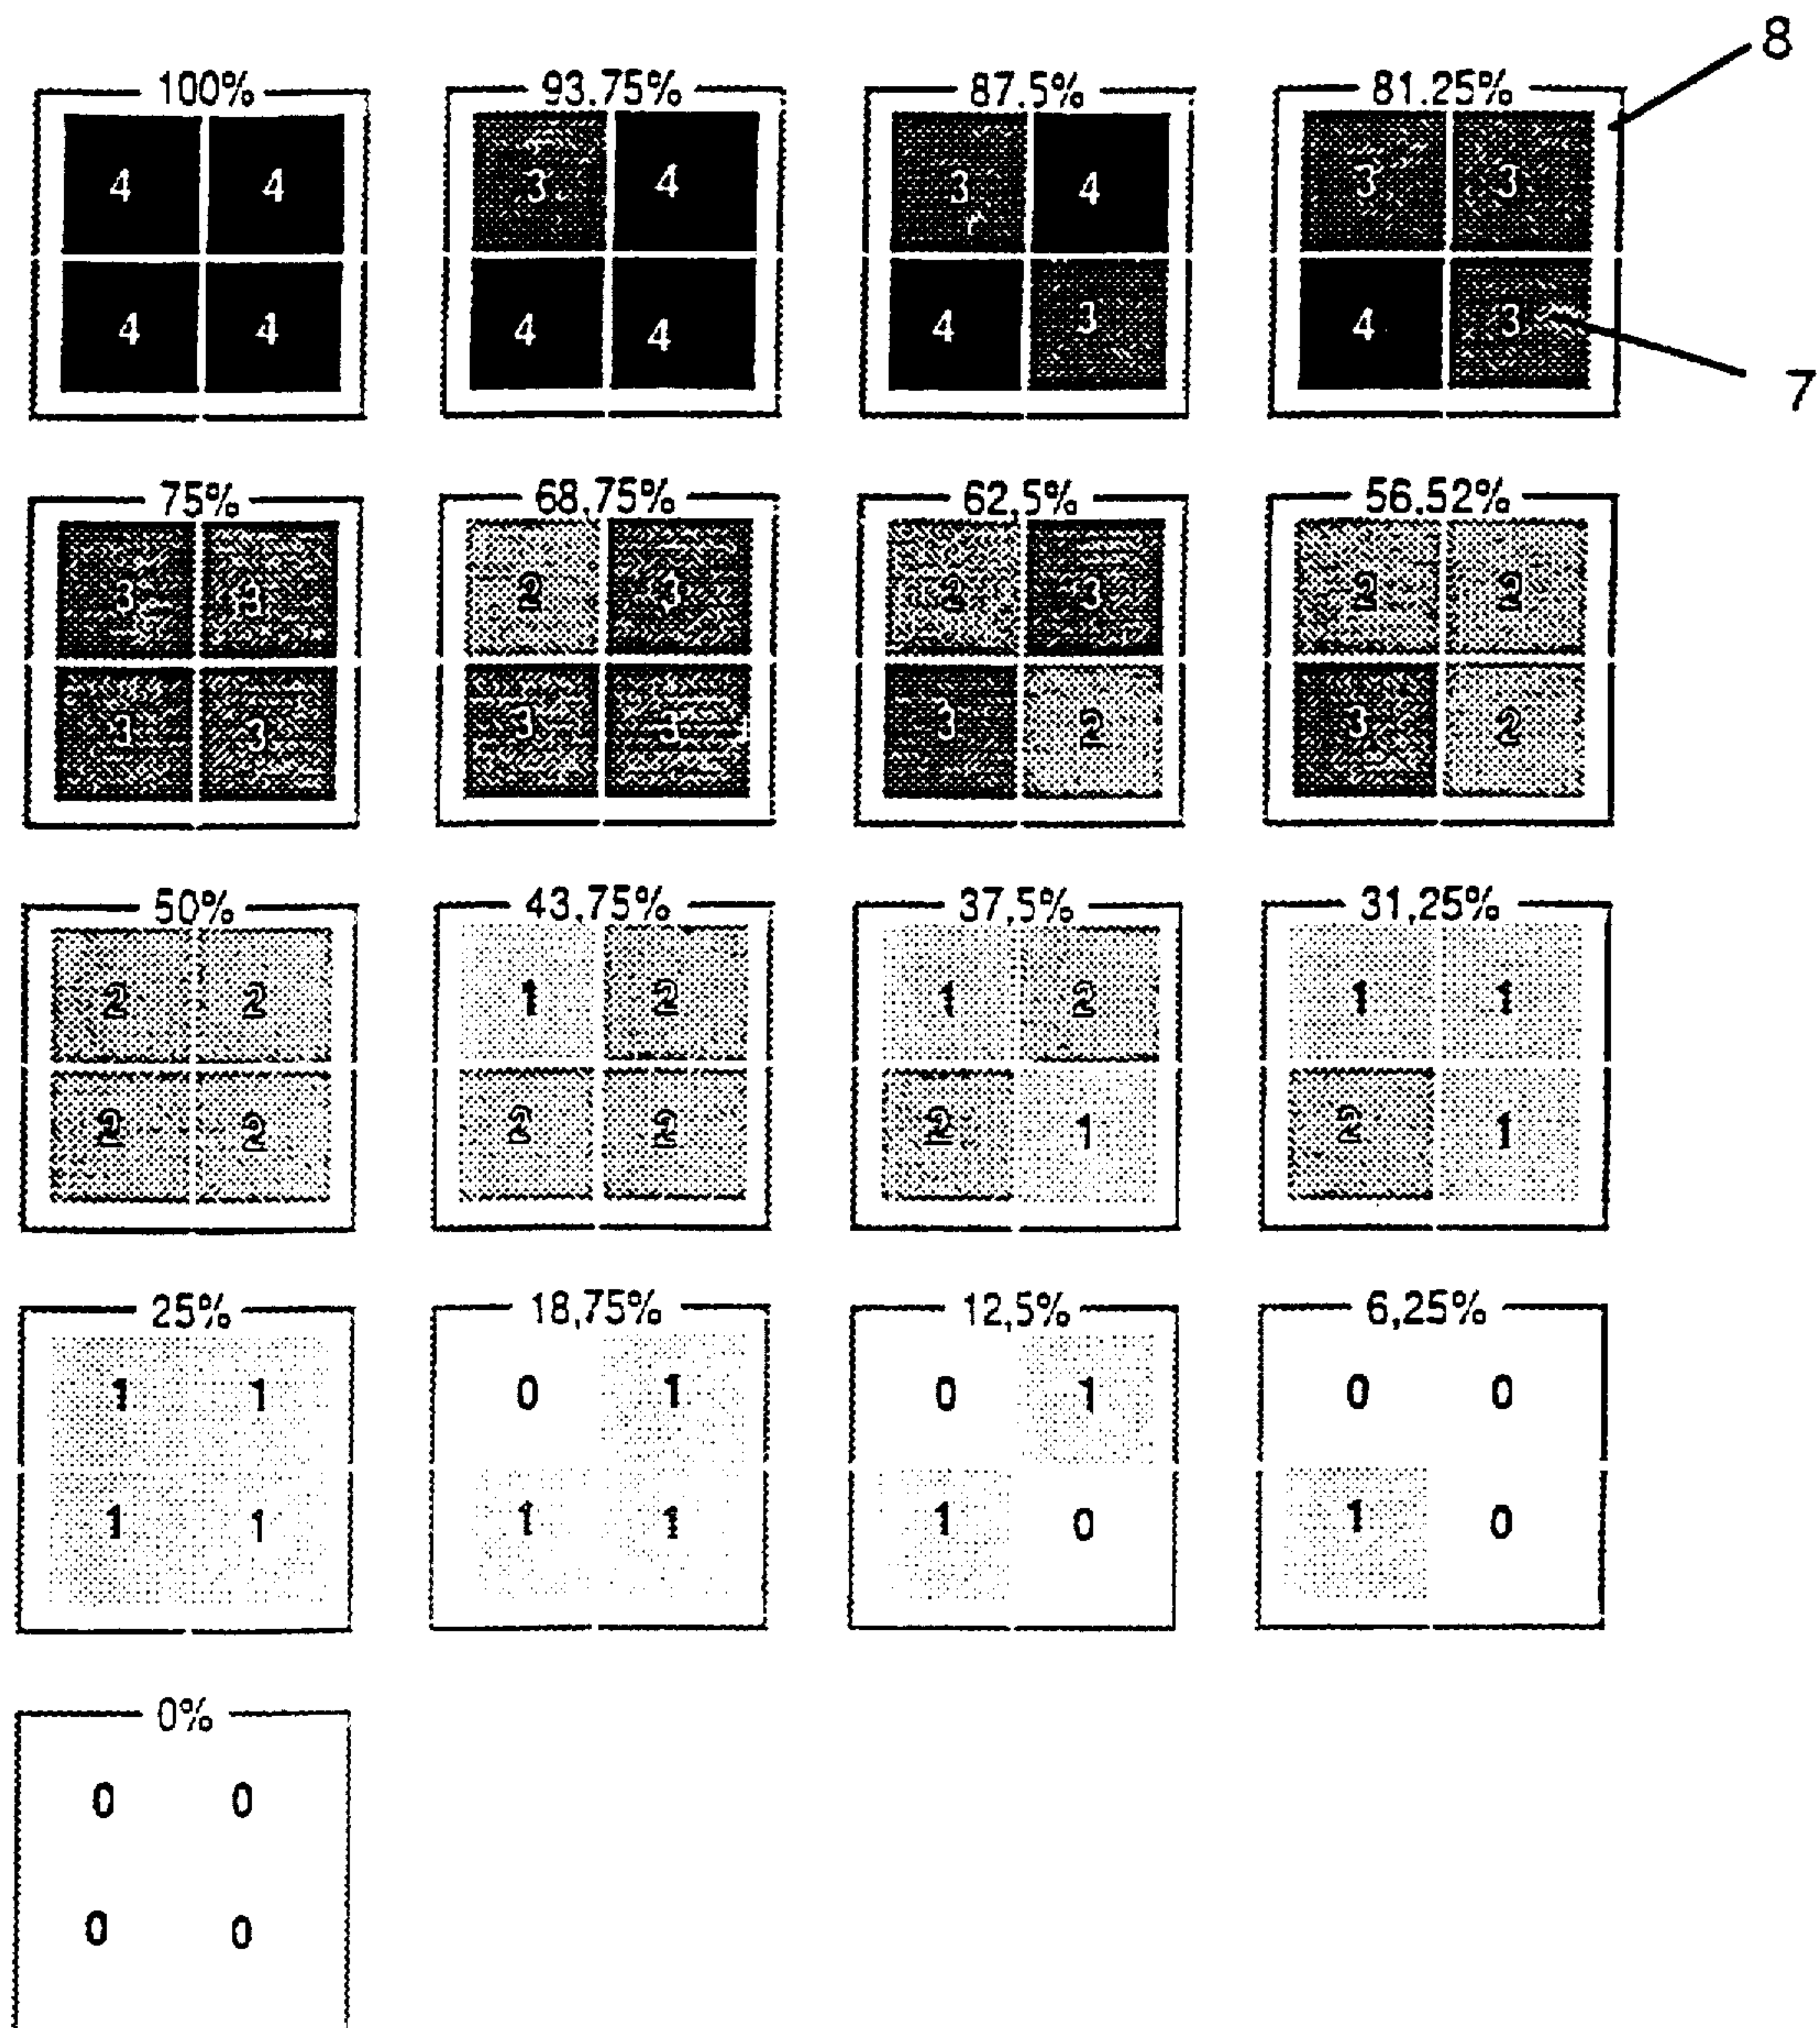 8
100% 93.75% 87.5% 81.25%
4 4 3 4 3 4 3 3
4 4 4 4 4 3 4 3
7
75% 68.75% 62,5% 56.52%
3 3 2 3 2 3 2 2
3 3 3 3 3 2 3 2
50% 43,75% 37,5% 31,25%
2 2 1 2 1 2 1 1
2 2 2 2 2 1 2 1
25% 18,75% 12,5% 6,25%
1 1 0 1 0 1 0 0
1 1 1 1 1 0 1 0
0%
0 0
0 0